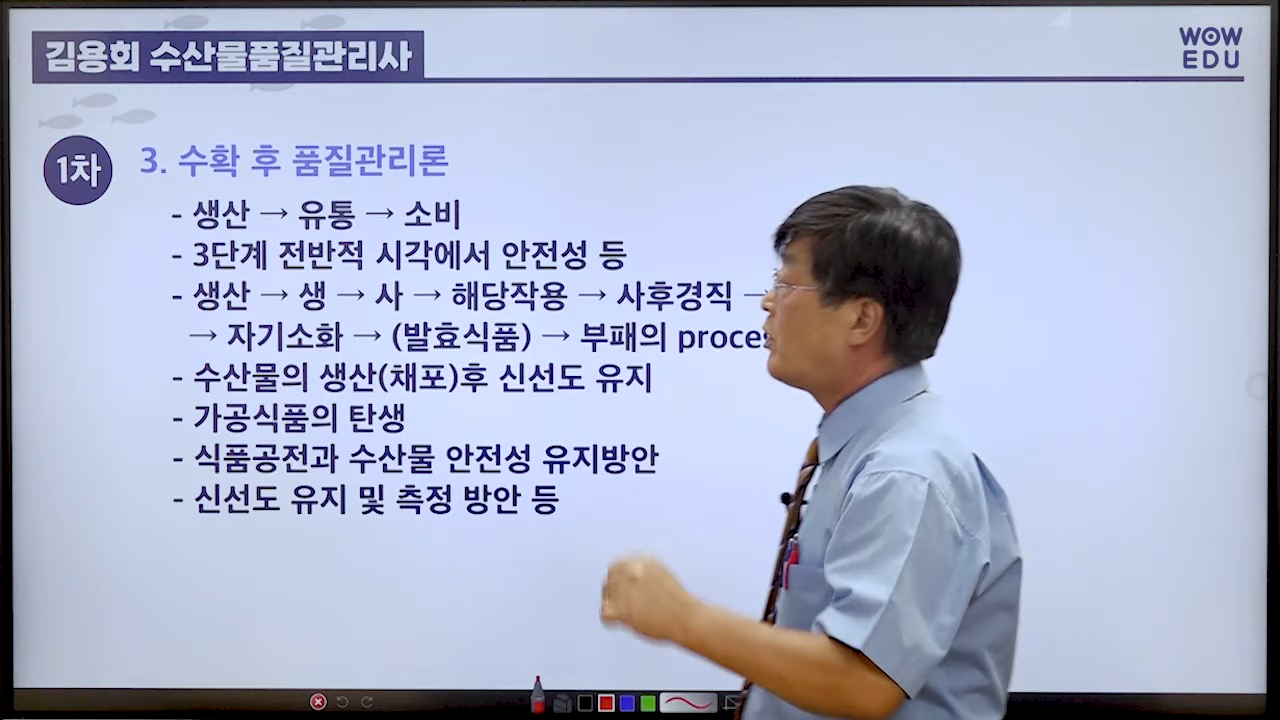 김용회 수산물품질관리사
WOW
EDU
1차
3. 수확 후 품질관리론
- 생산 → 유통 → 소비
- 3단계 전반적 시각에서 안전성 등
- 생산 → 생 → 사 → 해당작용 → 사후경직 →
→ 자기소화 → (발효식품) → 부패의
- 수산물의 생산(채포)후 신선도 유지
- 가공식품의 탄생
- 식품공전과 수산물 안전성 유지방안
- 신선도 유지 및 측정 방안 등